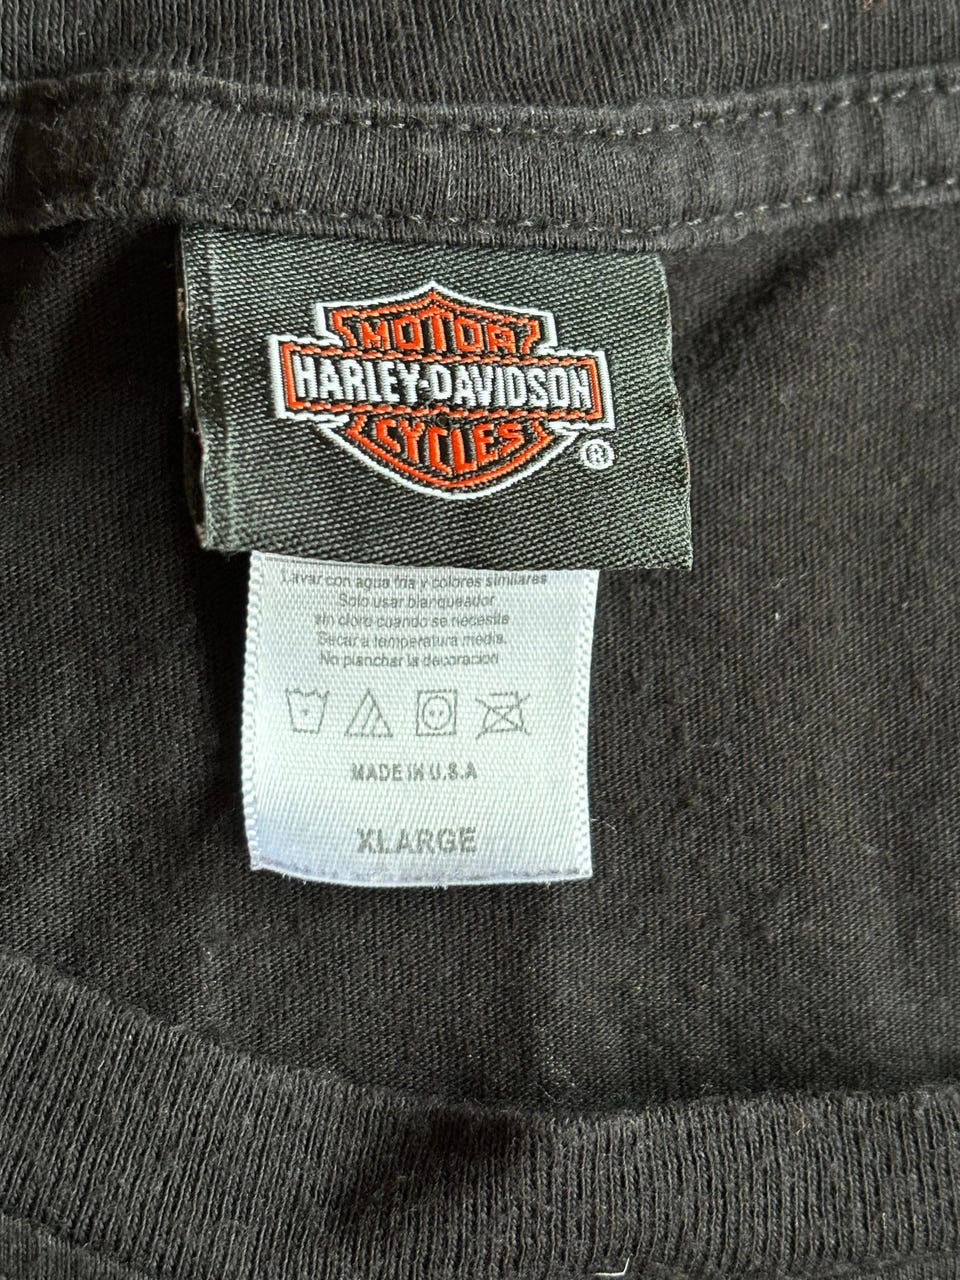 MOTOR
HARLEY-DAVIDSON
CYCLES
®
Lavar con agua fria y colores similares
Solo usar blanqueador
sin cloro cuando se necesite
Secar a temperatura media.
No planchar la decoracion
MADE IN U.S.A
XLARGE